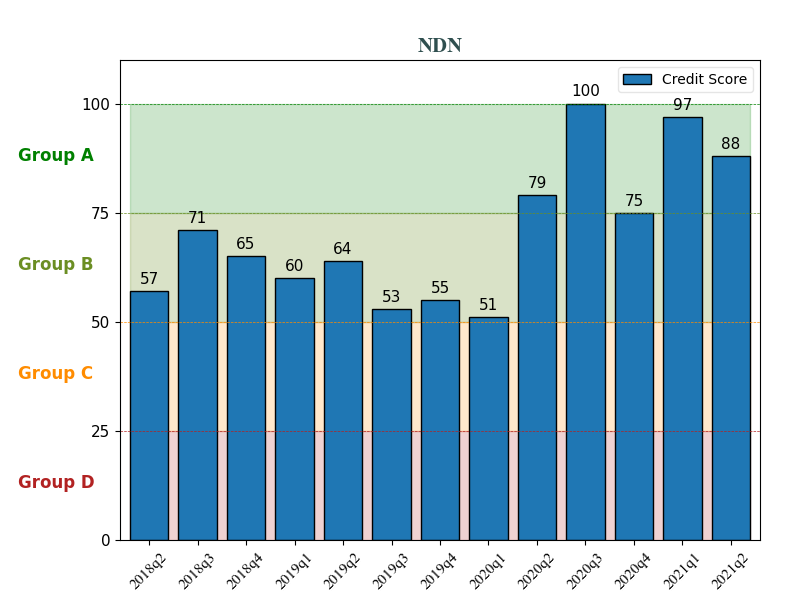 NDN
Credit Score
100
75
50
25
0
Group A
Group B
Group C
Group D
57
71
65
60
64
53
55
51
79
100
75
97
88
2018q2
2018q3
2018q4
2019q1
2019q2
2019q3
2019q4
2020q1
2020q2
2020q3
2020q4
2021q1
2021q2